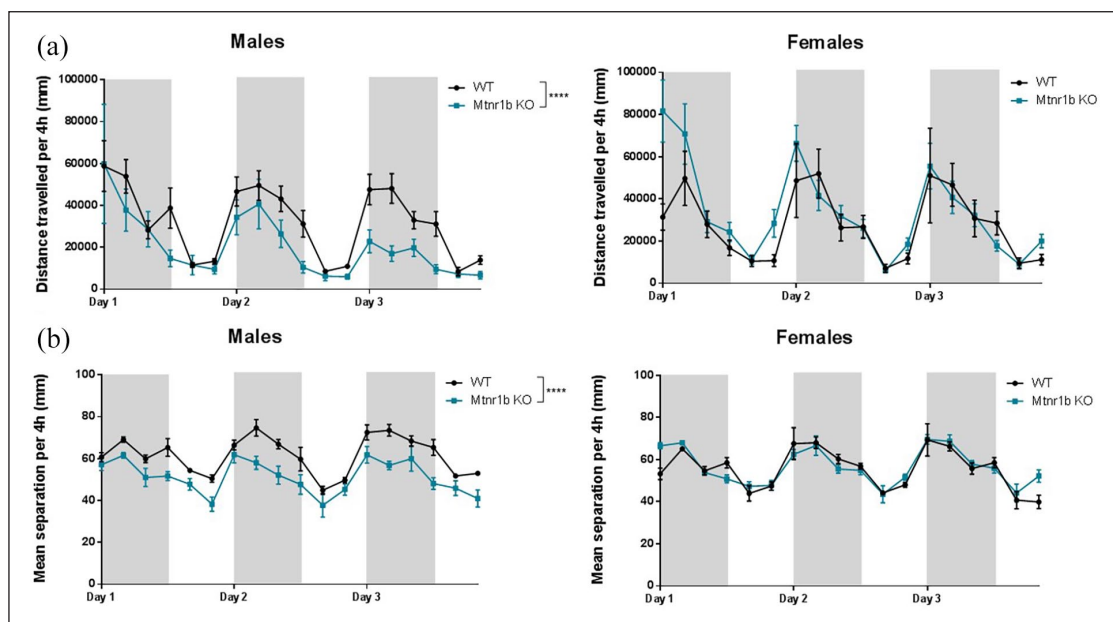 (a)
Males
Distance travelled per 4h (mm)
100000
80000
60000
40000
20000
0
Day 1
Day 2
Day 3
WT
Mtnr1b KO
****
Females
Distance travelled per 4h (mm)
100000
80000
60000
40000
20000
0
Day 1
Day 2
Day 3
WT
Mtnr1b KO
(b)
Males
Mean separation per 4h (mm)
100
80
60
40
20
0
Day 1
Day 2
Day 3
WT
Mtnr1b KO
****
Females
Mean separation per 4h (mm)
100
80
60
40
20
0
Day 1
Day 2
Day 3
WT
Mtnr1b KO